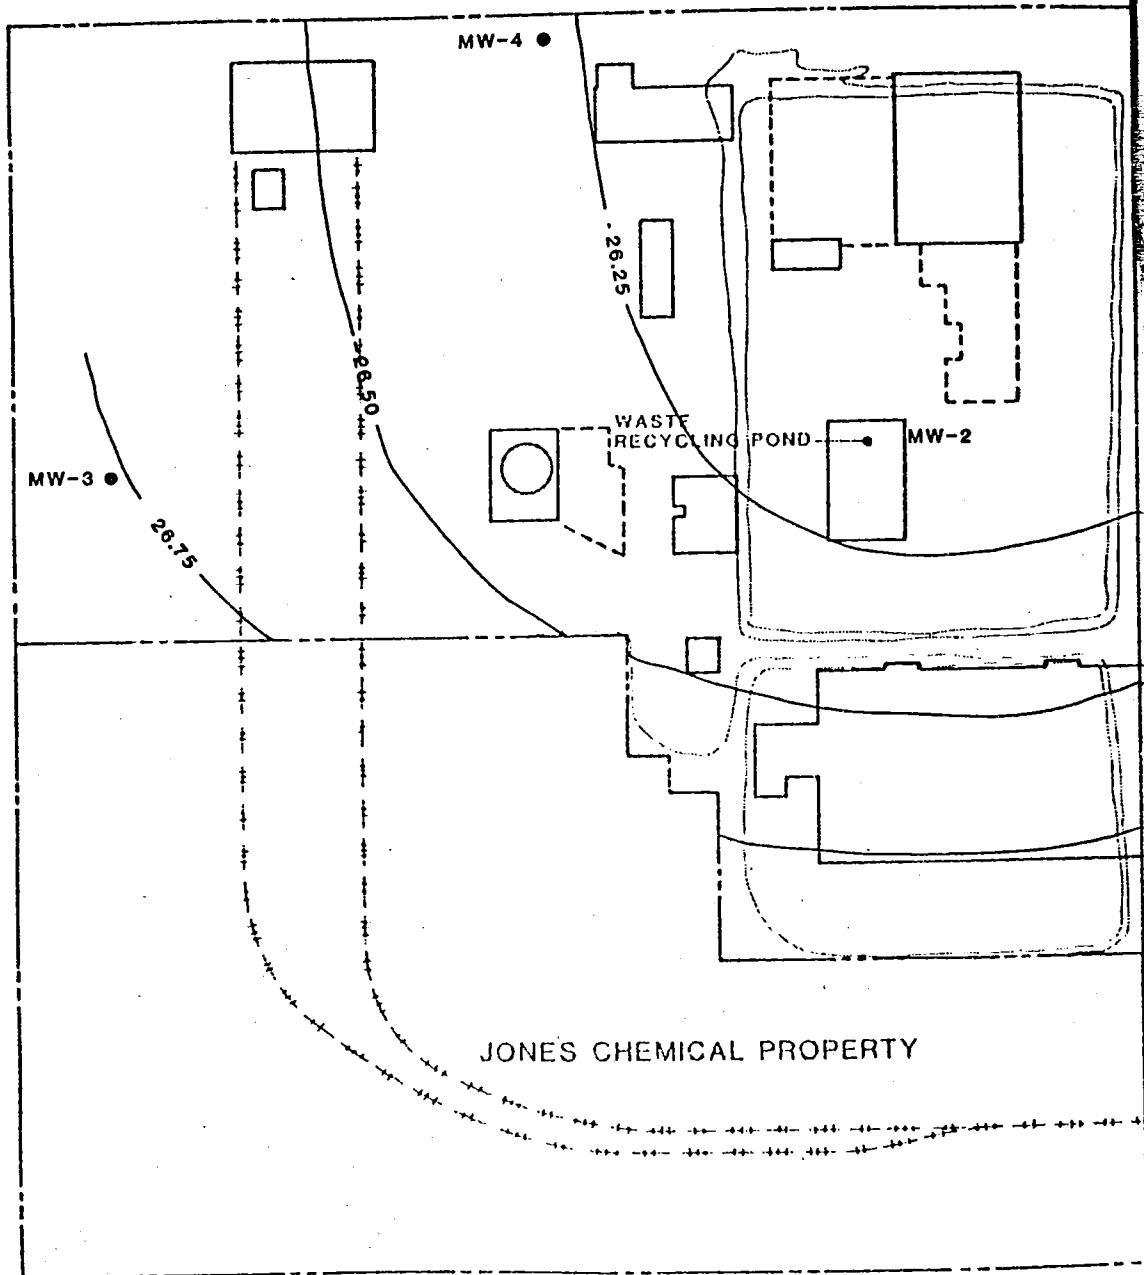 MW-4
26.25
26.50
WASTE
RECYCLING POND
MW-2
MW-3
26.75
JONES CHEMICAL PROPERTY